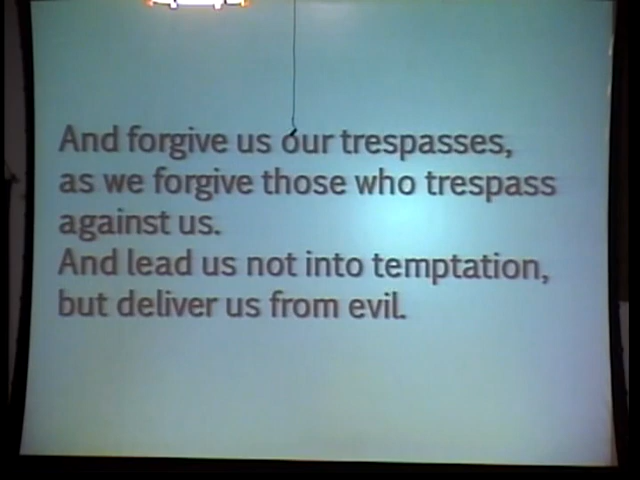 And forgive us our trespasses,
as we forgive those who trespass
against us.
And lead us not into temptation,
but deliver us from evil.